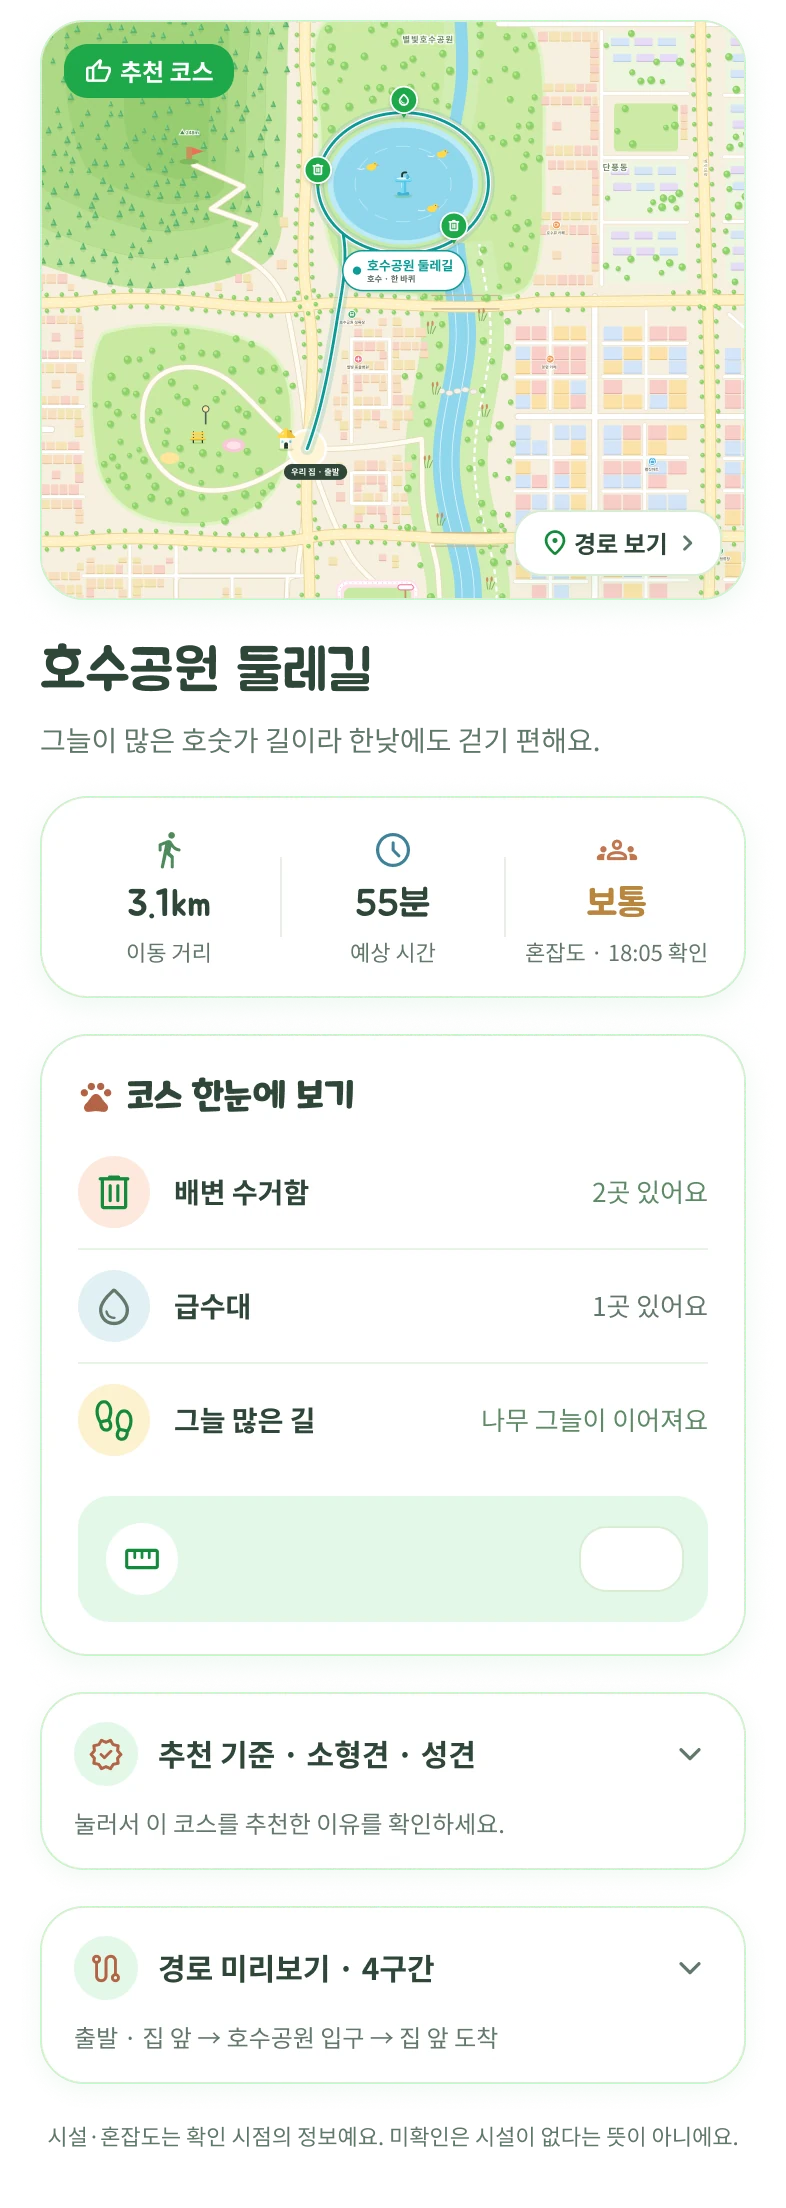 추천 코스
별빛호수공원
단풍동
호수공원 둘레길
호수 · 한 바퀴
우리 집 · 출발
경로 보기
호수공원 둘레길
그늘이 많은 호숫가 길이라 한낮에도 걷기 편해요.
3.1km
이동 거리
55분
예상 시간
보통
혼잡도 · 18:05 확인
코스 한눈에 보기
배변 수거함
2곳 있어요
급수대
1곳 있어요
그늘 많은 길
나무 그늘이 이어져요
추천 기준 · 소형견 · 성견
눌러서 이 코스를 추천한 이유를 확인하세요.
경로 미리보기 · 4구간
출발 · 집 앞 → 호수공원 입구 → 집 앞 도착
시설·혼잡도는 확인 시점의 정보예요. 미확인은 시설이 없다는 뜻이 아니에요.